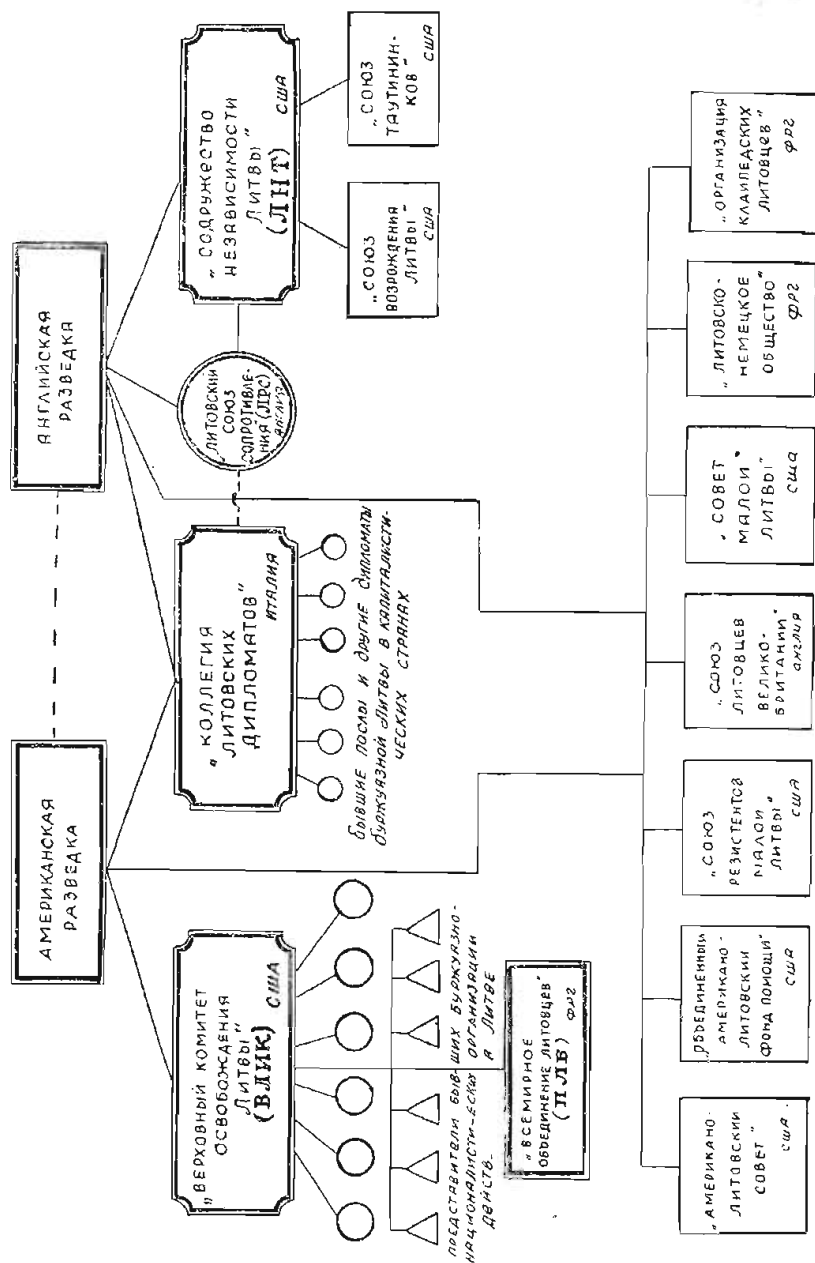 АМЕРИКАНСКАЯ
РАЗВЕДКА
АНГЛИЙСКАЯ
РАЗВЕДКА
„ВЕРХОВНЫЙ КОМИТЕТ
ОСВОБОЖДЕНИЯ
ЛИТВЫ"
(ВЛИК) США
„КОЛЛЕГИЯ
ЛИТОВСКИХ
ДИПЛОМАТОВ"
ИТАЛИЯ
„ЛИТОВСКИЙ
СОЮЗ
СОПРОТИВЛЕ-
НИЯ (ЛРС)
АНГЛИЯ
„СОДРУЖЕСТВО
НЕЗАВИСИМОСТИ
ЛИТВЫ"
(ЛНТ) США
„СОЮЗ
ВОЗРОЖДЕНИЯ
ЛИТВЫ"
США
„СОЮЗ
ТАУТИНИН-
КОВ"
США
БЫВШИЕ ПОСЛЫ И ДРУГИЕ ДИПЛОМАТЫ
БУРЖУАЗНОЙ ЛИТВЫ В КАПИТАЛИСТИ-
ЧЕСКИХ СТРАНАХ
ПРЕДСТАВИТЕЛИ БЫВ-ШИХ БУРЖУАЗНО-
НАЦИОНАЛИСТИ-ЕСКИХ ОРГАНИЗАЦИИ
ДЕЙСТВ. В ЛИТВЕ
„ВСЕМИРНОЕ
ОБЪЕДИНЕНИЕ ЛИТОВЦЕВ"
(ПЛБ) ФРГ
„АМЕРИКАНО-
ЛИТОВСКИЙ
СОВЕТ"
США.
ОБЪЕДИНЕННЫЙ
АМЕРИКАНО-
ЛИТОВСКИЙ
ФОНД ПОМОЩИ"
США
„СОЮЗ
РЕЗИСТЕНТОВ
МАЛОЙ
ЛИТВЫ"
США
„СОЮЗ
ЛИТОВЦЕВ
ВЕЛИКО-
БРИТАНИИ"
АНГЛИЯ
„СОВЕТ
МАЛОЙ
ЛИТВЫ"
США
„ЛИТОВСКО-
НЕМЕЦКОЕ
ОБЩЕСТВО"
ФРГ
„ОРГАНИЗАЦИЯ
КЛАЙПЕДСКИХ
ЛИТОВЦЕВ"
ФРГ